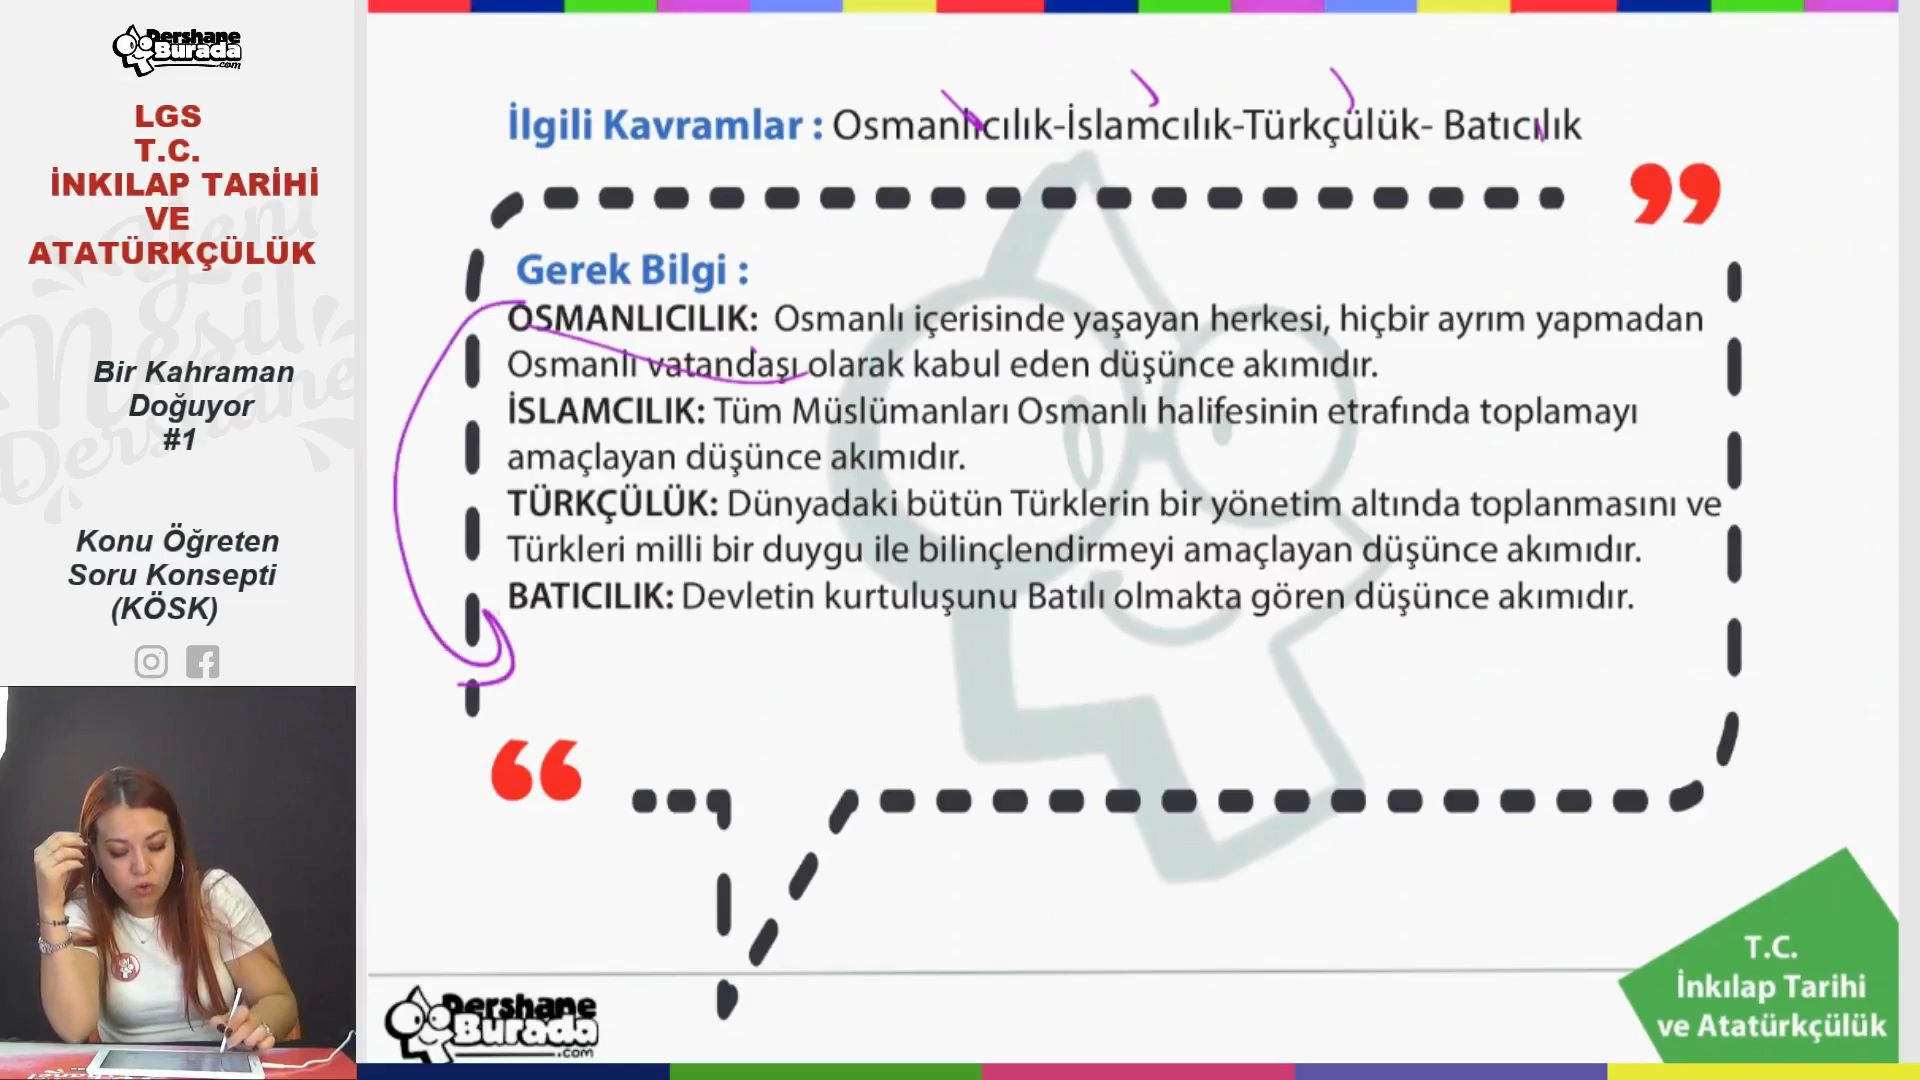 Dershane
Burada
.com
LGS
T.C.
İNKILAP TARİHİ
VE
ATATÜRKÇÜLÜK
Yeni
Nesil
Dershane
Bir Kahraman
Doğuyor
#1
Konu Öğreten
Soru Konsepti
(KÖSK)
İlgili Kavramlar : Osmanlıcılık-İslamcılık-Türkçülük- Batıcılık
Gerek Bilgi :
OSMANLICILIK: Osmanlı içerisinde yaşayan herkesi, hiçbir ayrım yapmadan
Osmanlı vatandaşı olarak kabul eden düşünce akımıdır.
İSLAMCILIK: Tüm Müslümanları Osmanlı halifesinin etrafında toplamayı
amaçlayan düşünce akımıdır.
TÜRKÇÜLÜK: Dünyadaki bütün Türklerin bir yönetim altında toplanmasını ve
Türkleri milli bir duygu ile bilinçlendirmeyi amaçlayan düşünce akımıdır.
BATICILIK: Devletin kurtuluşunu Batılı olmakta gören düşünce akımıdır.
Dershane
Burada
.com
T.C.
İnkılap Tarihi
ve Atatürkçülük